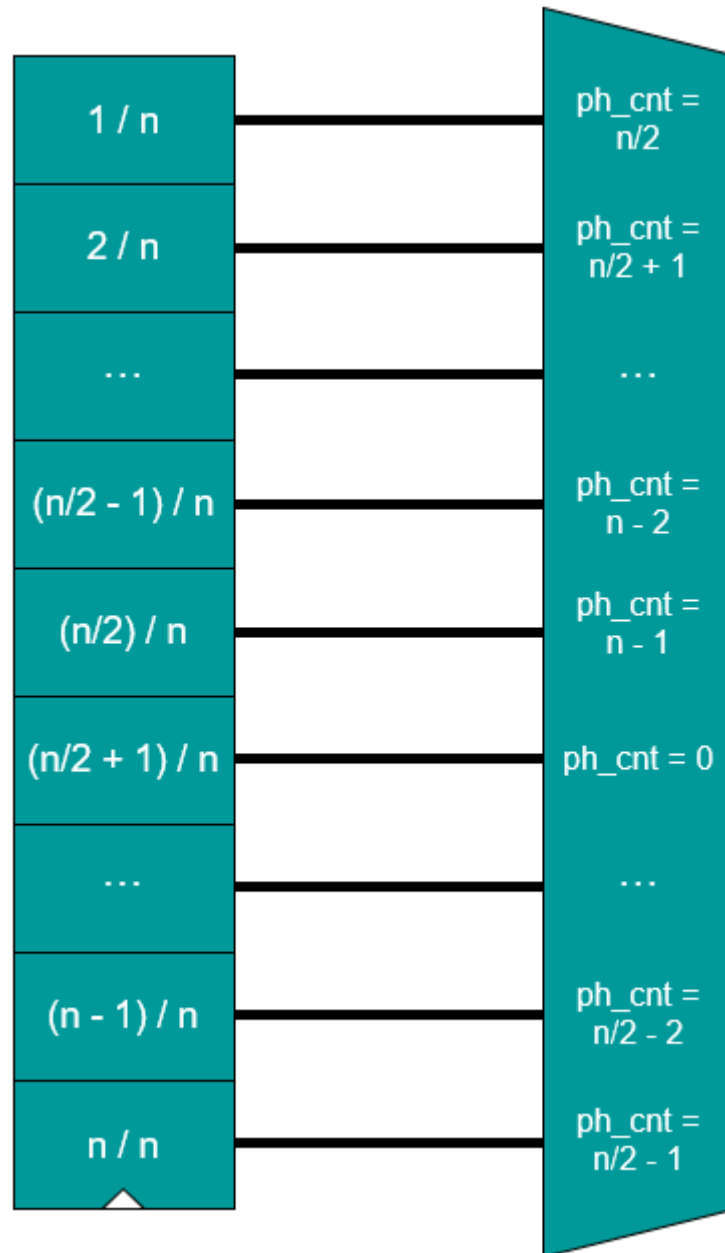 1 / n
ph_cnt =
n/2
2 / n
ph_cnt =
n/2 + 1
...
...
(n/2 - 1) / n
ph_cnt =
n - 2
(n/2) / n
ph_cnt =
n - 1
(n/2 + 1) / n
ph_cnt = 0
...
...
(n - 1) / n
ph_cnt =
n/2 - 2
n / n
ph_cnt =
n/2 - 1